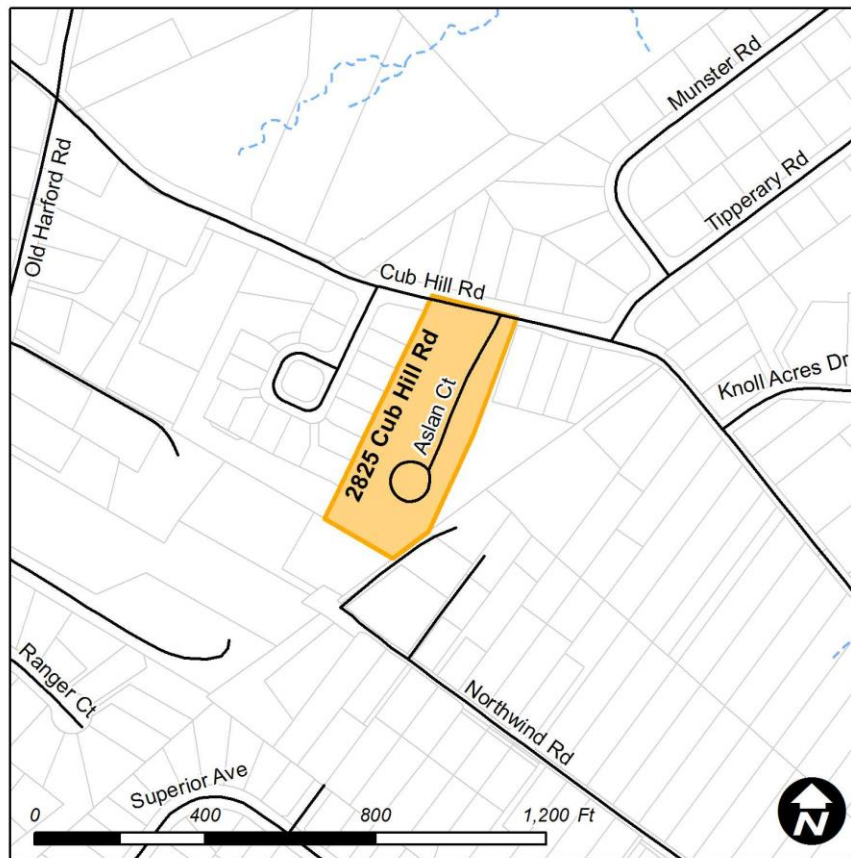 Munster Rd
Tipperary Rd
Old Harford Rd
Cub Hill Rd
Knoll Acres Dr
2825 Cub Hill Rd
Aslan Ct
Ranger Ct
Northwind Rd
Superior Ave
0 400 800 1,200 Ft
N